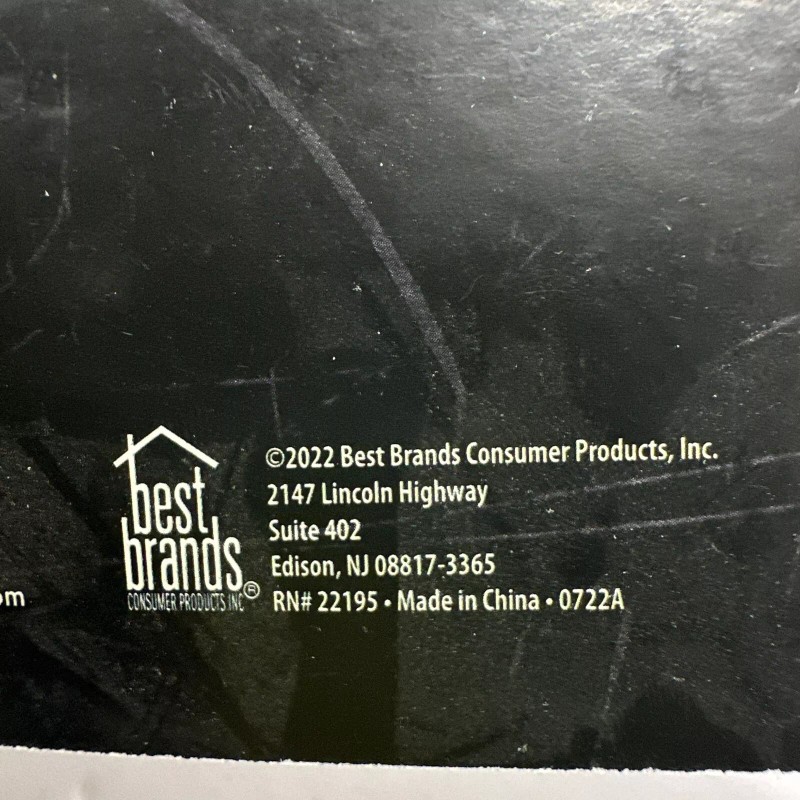 best
brands
CONSUMER PRODUCTS INC
®
©2022 Best Brands Consumer Products, Inc.
2147 Lincoln Highway
Suite 402
Edison, NJ 08817-3365
RN# 22195 • Made in China • 0722A
om